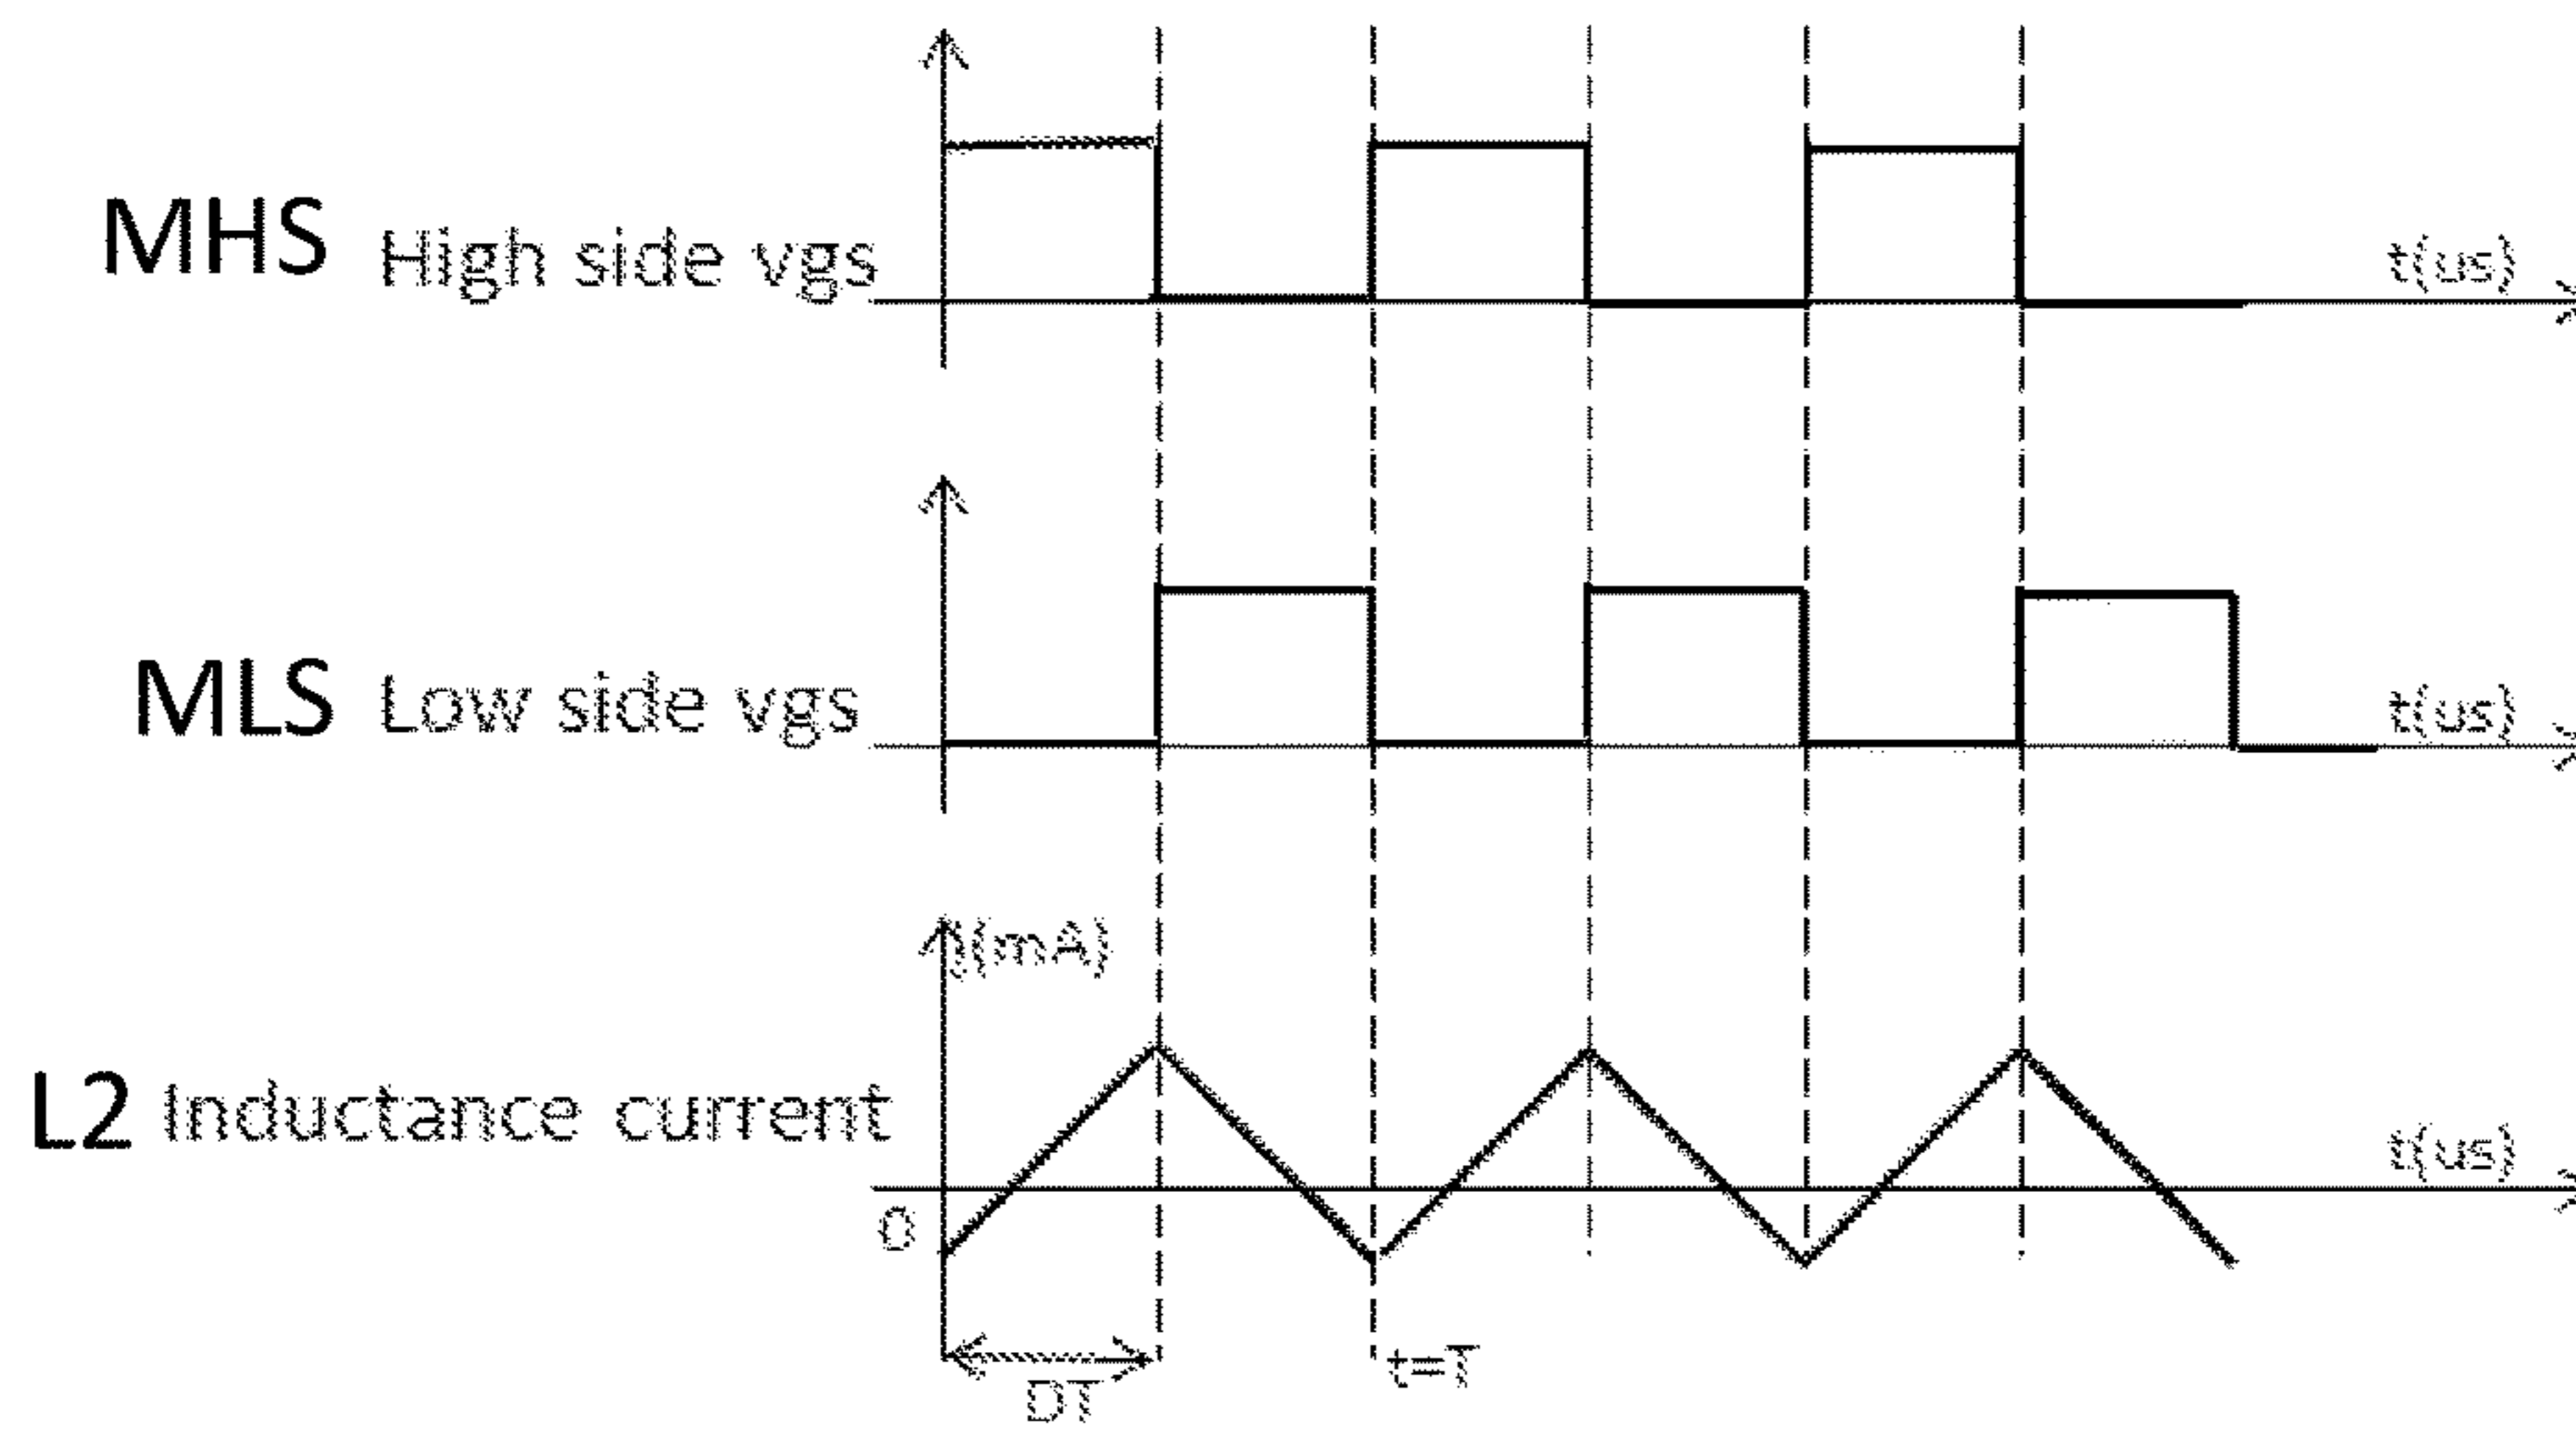 MHS High side vgs
t(us)
MLS Low side vgs
t(us)
i(mA)
L2 Inductance current
t(us)
0
DT
t=T